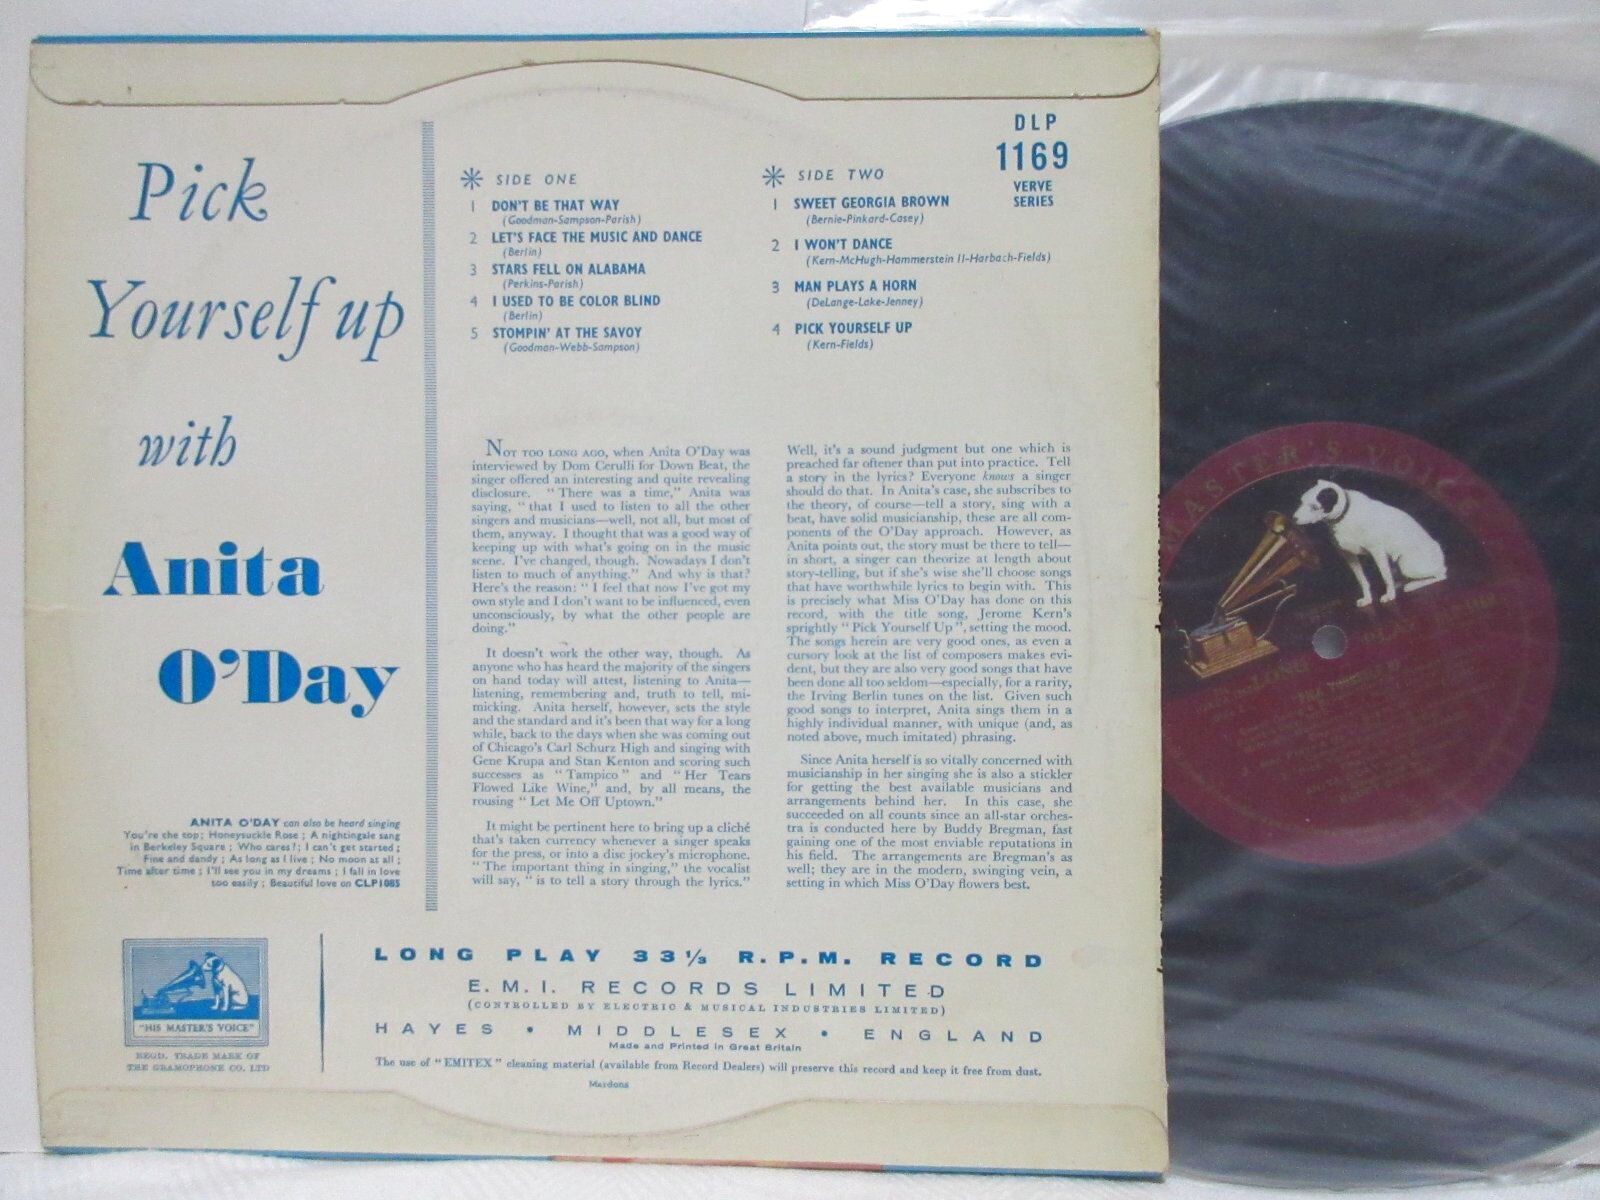 Pick
Yourself up
with
Anita
O'Day
ANITA O'DAY can also be heard singing
You're the top; Honeysuckle Rose; A nightingale sang
in Berkeley Square; Who cares?; I can't get started;
Fine and dandy; As long as I live; No moon at all;
Time after time; I'll see you in my dreams; I fall in love
too easily; Beautiful love on CLP1085
DLP
1169
VERVE
SERIES
SIDE ONE
1 DON'T BE THAT WAY
(Goodman-Sampson-Parish)
2 LET'S FACE THE MUSIC AND DANCE
(Berlin)
3 STARS FELL ON ALABAMA
(Perkins-Parish)
4 I USED TO BE COLOR BLIND
(Berlin)
5 STOMPIN' AT THE SAVOY
(Goodman-Webb-Sampson)
SIDE TWO
1 SWEET GEORGIA BROWN
(Bernie-Pinkard-Casey)
2 I WON'T DANCE
(Kern-McHugh-Hammerstein II-Harbach-Fields)
3 MAN PLAYS A HORN
(DeLange-Lake-Jenney)
4 PICK YOURSELF UP
(Kern-Fields)
NOT TOO LONG AGO, when Anita O'Day was
interviewed by Dom Cerulli for Down Beat, the
singer offered an interesting and quite revealing
disclosure. "There was a time," Anita was
saying, "that I used to listen to all the other
singers and musicians—well, not all, but most of
them, anyway. I thought that was a good way of
keeping up with what's going on in the music
scene. I've changed, though. Nowadays I don't
listen to much of anything." And why is that?
Here's the reason: "I feel that now I've got my
own style and I don't want to be influenced, even
unconsciously, by what the other people are
doing."
It doesn't work the other way, though. As
anyone who has heard the majority of the singers
on hand today will attest, listening to Anita—
listening, remembering and, truth to tell, mi-
micking. Anita herself, however, sets the style
and the standard and it's been that way for a long
while, back to the days when she was coming out
of Chicago's Carl Schurz High and singing with
Gene Krupa and Stan Kenton and scoring such
successes as "Tampico" and "Her Tears
Flowed Like Wine," and, by all means, the
rousing "Let Me Off Uptown."
It might be pertinent here to bring up a cliché
that's taken currency whenever a singer speaks
for the press, or into a disc jockey's microphone.
"The important thing in singing," the vocalist
will say, "is to tell a story through the lyrics."
Well, it's a sound judgment but one which is
preached far oftener than put into practice. Tell
a story in the lyrics? Everyone knows a singer
should do that. In Anita's case, she subscribes to
the theory, of course—tell a story, sing with a
beat, have solid musicianship, these are all com-
ponents of the O'Day approach. However, as
Anita points out, the story must be there to tell—
in short, a singer can theorize at length about
story-telling, but if she's wise she'll choose songs
that have worthwhile lyrics to begin with. This
is precisely what Miss O'Day has done on this
record, with the title song, Jerome Kern's
sprightly "Pick Yourself Up", setting the mood.
The songs herein are very good ones, as even a
cursory look at the list of composers makes evi-
dent, but they are also very good songs that have
been done all too seldom—especially, for a rarity,
the Irving Berlin tunes on the list. Given such
good songs to interpret, Anita sings them in a
highly individual manner, with unique (and, as
noted above, much imitated) phrasing.
Since Anita herself is so vitally concerned with
musicianship in her singing she is also a stickler
for getting the best available musicians and
arrangements behind her. In this case, she
succeeded on all counts since an all-star orches-
tra is conducted here by Buddy Bregman, fast
gaining one of the most enviable reputations in
his field. The arrangements are Bregman's as
well; they are in the modern, swinging vein, a
setting in which Miss O'Day flowers best.
"HIS MASTER'S VOICE"
REGD. TRADE MARK OF
THE GRAMOPHONE CO. LTD
LONG PLAY 33⅓ R.P.M. RECORD
E.M.I. RECORDS LIMITED
(CONTROLLED BY ELECTRIC & MUSICAL INDUSTRIES LIMITED)
HAYES • MIDDLESEX • ENGLAND
Made and Printed in Great Britain
The use of "EMITEX" cleaning material (available from Record Dealers) will preserve this record and keep it free from dust.
Mardons
MASTER'S VOICE
LONG
PICK YOURSELF UP